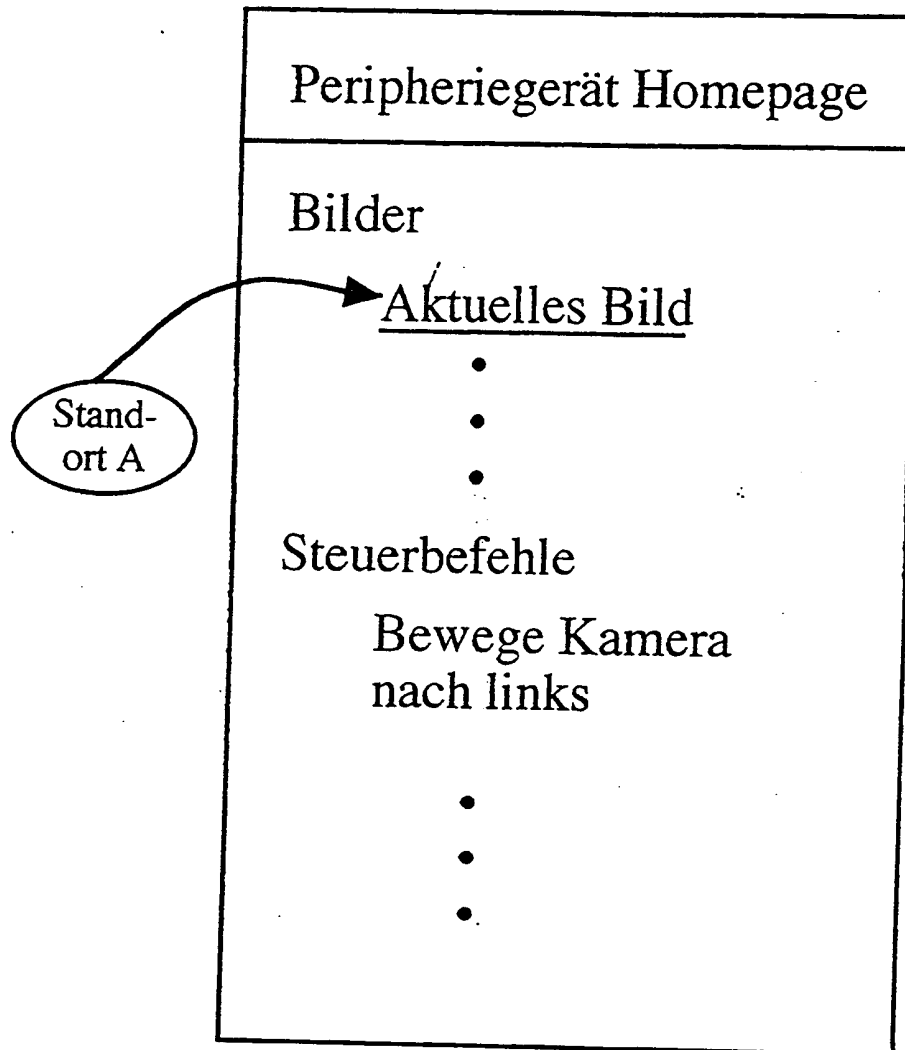 Peripheriegerät Homepage
Bilder
Aktuelles Bild
Stand-
ort A
Steuerbefehle
Bewege Kamera
nach links